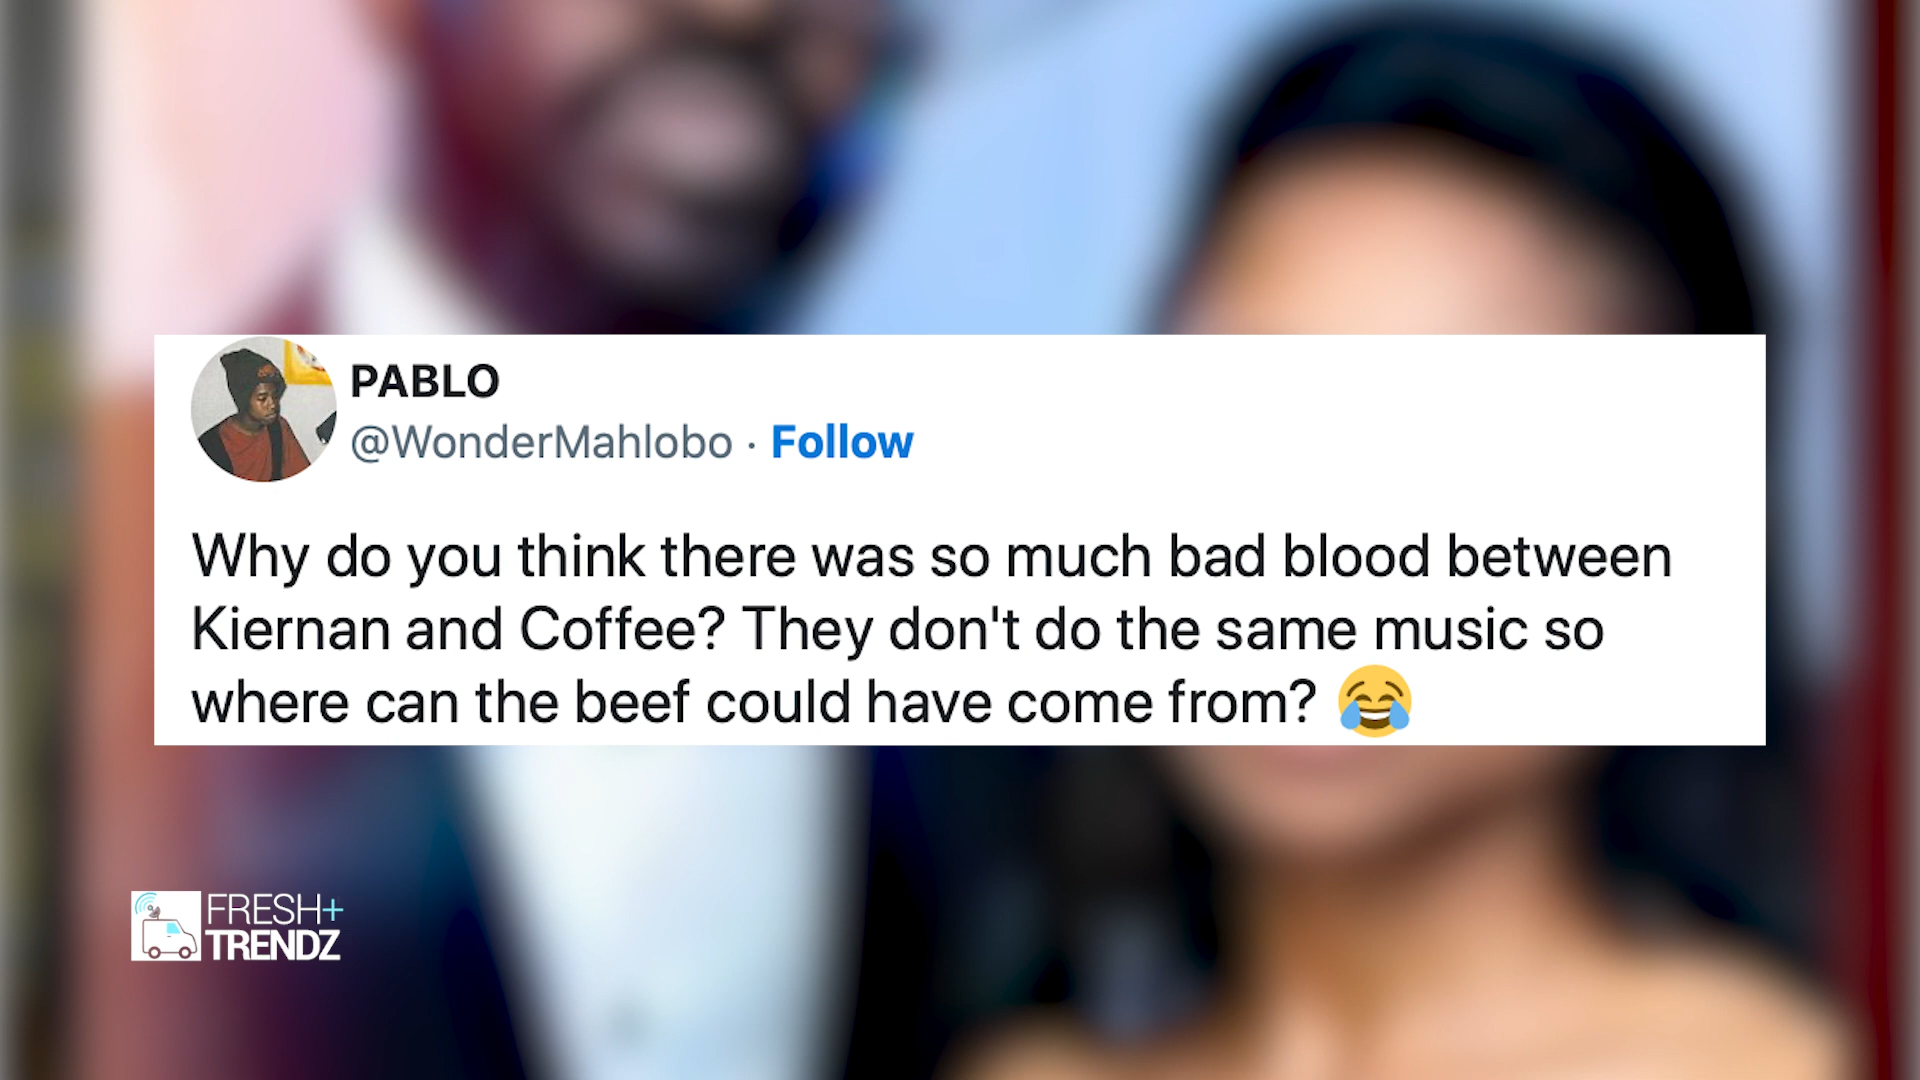 PABLO
@WonderMahlobo · Follow
Why do you think there was so much bad blood between
Kiernan and Coffee? They don't do the same music so
where can the beef could have come from? 😂
FRESH+
TRENDZ